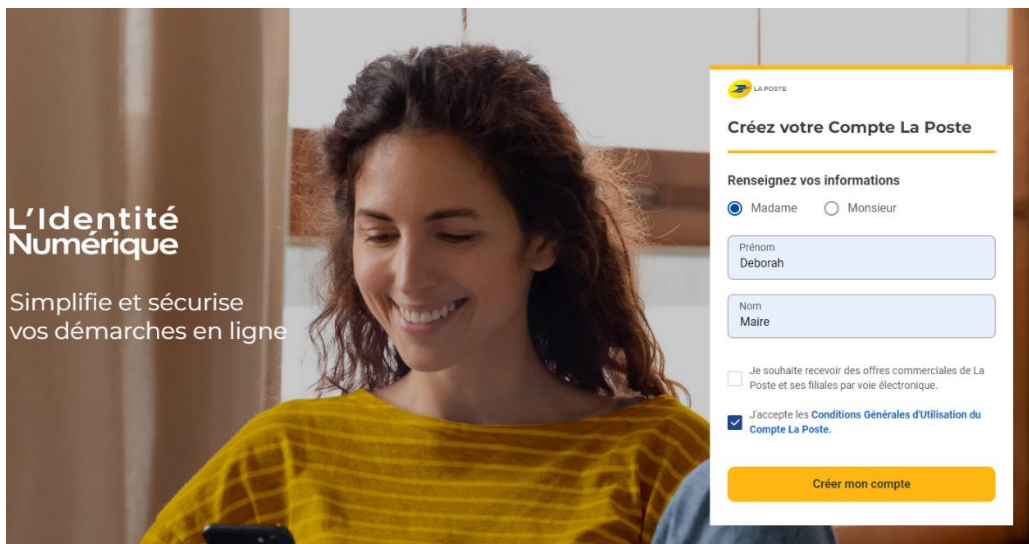 L'Identité
Numérique
Simplifie et sécurise
vos démarches en ligne
LA POSTE
Créez votre Compte La Poste
Renseignez vos informations
Madame Monsieur
Prénom
Deborah
Nom
Maire
Je souhaite recevoir des offres commerciales de La
Poste et ses filiales par voie électronique.
J'accepte les Conditions Générales d'Utilisation du
Compte La Poste.
Créer mon compte